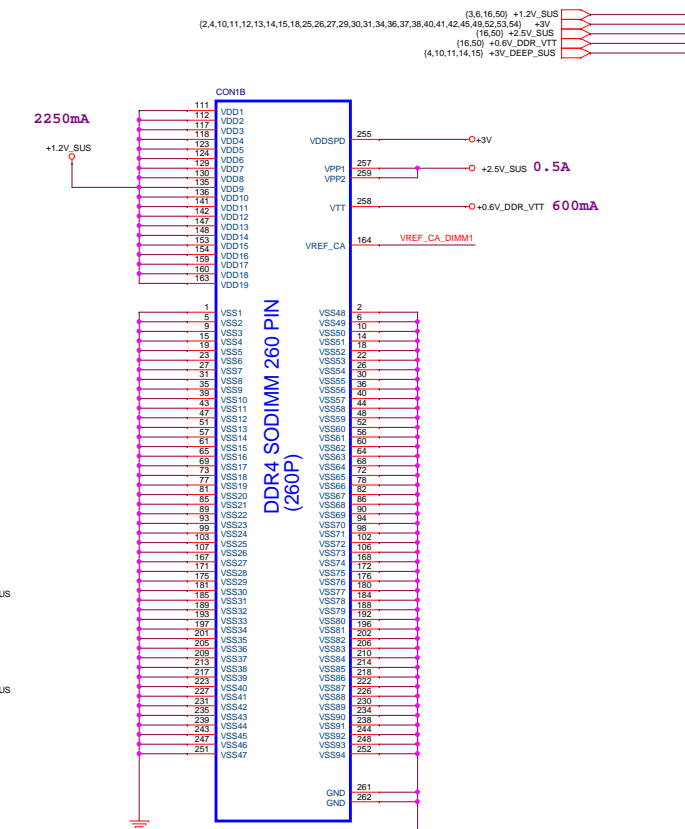 {3,6,16,50} +1.2V_SUS
{2,4,10,11,12,13,14,15,18,25,26,27,29,30,31,34,36,37,38,40,41,42,45,49,52,53,54} +3V
{16,50} +2.5V_SUS
{16,50} +0.6V_DDR_VTT
{4,10,11,14,15} +3V_DEEP_SUS
CON1B
2250mA
+1.2V_SUS
111 VDD1
112 VDD2
117 VDD3
118 VDD4
123 VDD5
124 VDD6
129 VDD7
130 VDD8
135 VDD9
136 VDD10
141 VDD11
142 VDD12
147 VDD13
148 VDD14
153 VDD15
154 VDD16
159 VDD17
160 VDD18
163 VDD19
VDDSPD 255 +3V
VPP1 257
VPP2 259
+2.5V_SUS 0.5A
VTT 258 +0.6V_DDR_VTT 600mA
VREF_CA 164 VREF_CA_DIMM1
1 VSS1
5 VSS2
9 VSS3
15 VSS4
19 VSS5
23 VSS6
27 VSS7
31 VSS8
35 VSS9
39 VSS10
43 VSS11
47 VSS12
51 VSS13
57 VSS14
61 VSS15
65 VSS16
69 VSS17
73 VSS18
77 VSS19
81 VSS20
85 VSS21
89 VSS22
93 VSS23
99 VSS24
103 VSS25
107 VSS26
167 VSS27
171 VSS28
175 VSS29
181 VSS30
185 VSS31
189 VSS32
193 VSS33
197 VSS34
201 VSS35
205 VSS36
209 VSS37
213 VSS38
217 VSS39
223 VSS40
227 VSS41
231 VSS42
235 VSS43
239 VSS44
243 VSS45
247 VSS46
251 VSS47
DDR4 SODIMM 260 PIN
(260P)
VSS48 2
VSS49 6
VSS50 10
VSS51 14
VSS52 18
VSS53 22
VSS54 26
VSS55 30
VSS56 36
VSS57 40
VSS58 44
VSS59 48
VSS60 52
VSS61 56
VSS62 60
VSS63 64
VSS64 68
VSS65 72
VSS66 78
VSS67 82
VSS68 86
VSS69 90
VSS70 94
VSS71 98
VSS72 102
VSS73 106
VSS74 168
VSS75 172
VSS76 176
VSS77 180
VSS78 184
VSS79 188
VSS80 192
VSS81 196
VSS82 202
VSS83 206
VSS84 210
VSS85 214
VSS86 218
VSS87 222
VSS88 226
VSS89 230
VSS90 234
VSS91 238
VSS92 244
VSS93 248
VSS94 252
GND 261
GND 262
US
US